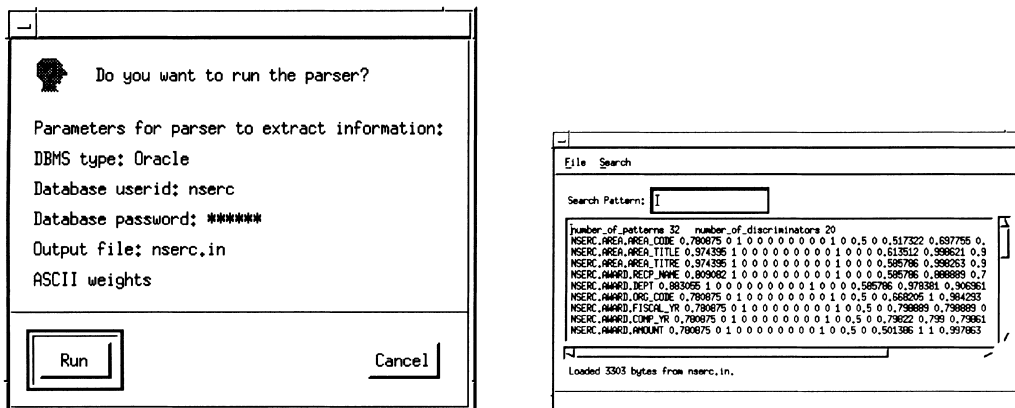 Do you want to run the parser?
Parameters for parser to extract information:
DBMS type: Oracle
Database userid: nserc
Database password: ******
Output file: nserc.in
ASCII weights
Run Cancel
File Search
Search Pattern:
number_of_patterns 32 number_of_discriminators 20
NSERC.AREA.AREA_CODE 0.780875 0 1 0 0 0 0 0 0 0 0 1 0 0 0.5 0 0.517322 0.697755 0.
NSERC.AREA.AREA_TITLE 0.974395 1 0 0 0 0 0 0 0 0 0 1 0 0 0 0.613512 0.998621 0.9
NSERC.AREA.AREA_TITRE 0.974395 1 0 0 0 0 0 0 0 0 0 1 0 0 0 0.585786 0.998263 0.9
NSERC.AWARD.RECP_NAME 0.809082 1 0 0 0 0 0 0 0 0 0 1 0 0 0 0.585786 0.888889 0.7
NSERC.AWARD.DEPT 0.883055 1 0 0 0 0 0 0 0 0 0 1 0 0 0 0.585786 0.978381 0.906961
NSERC.AWARD.ORG_CODE 0.780875 0 1 0 0 0 0 0 0 0 0 1 0 0 0.5 0 0.668205 1 0.984293
NSERC.AWARD.FISCAL_YR 0.780875 0 1 0 0 0 0 0 0 0 0 1 0 0 0.5 0 0.798889 0.798889 0
NSERC.AWARD.COMP_YR 0.780875 0 1 0 0 0 0 0 0 0 0 1 0 0 0.5 0 0.79822 0.799 0.79861
NSERC.AWARD.AMOUNT 0.780875 0 1 0 0 0 0 0 0 0 0 1 0 0 0.5 0 0.501386 1 1 0.997863
Loaded 3303 bytes from nserc.in.